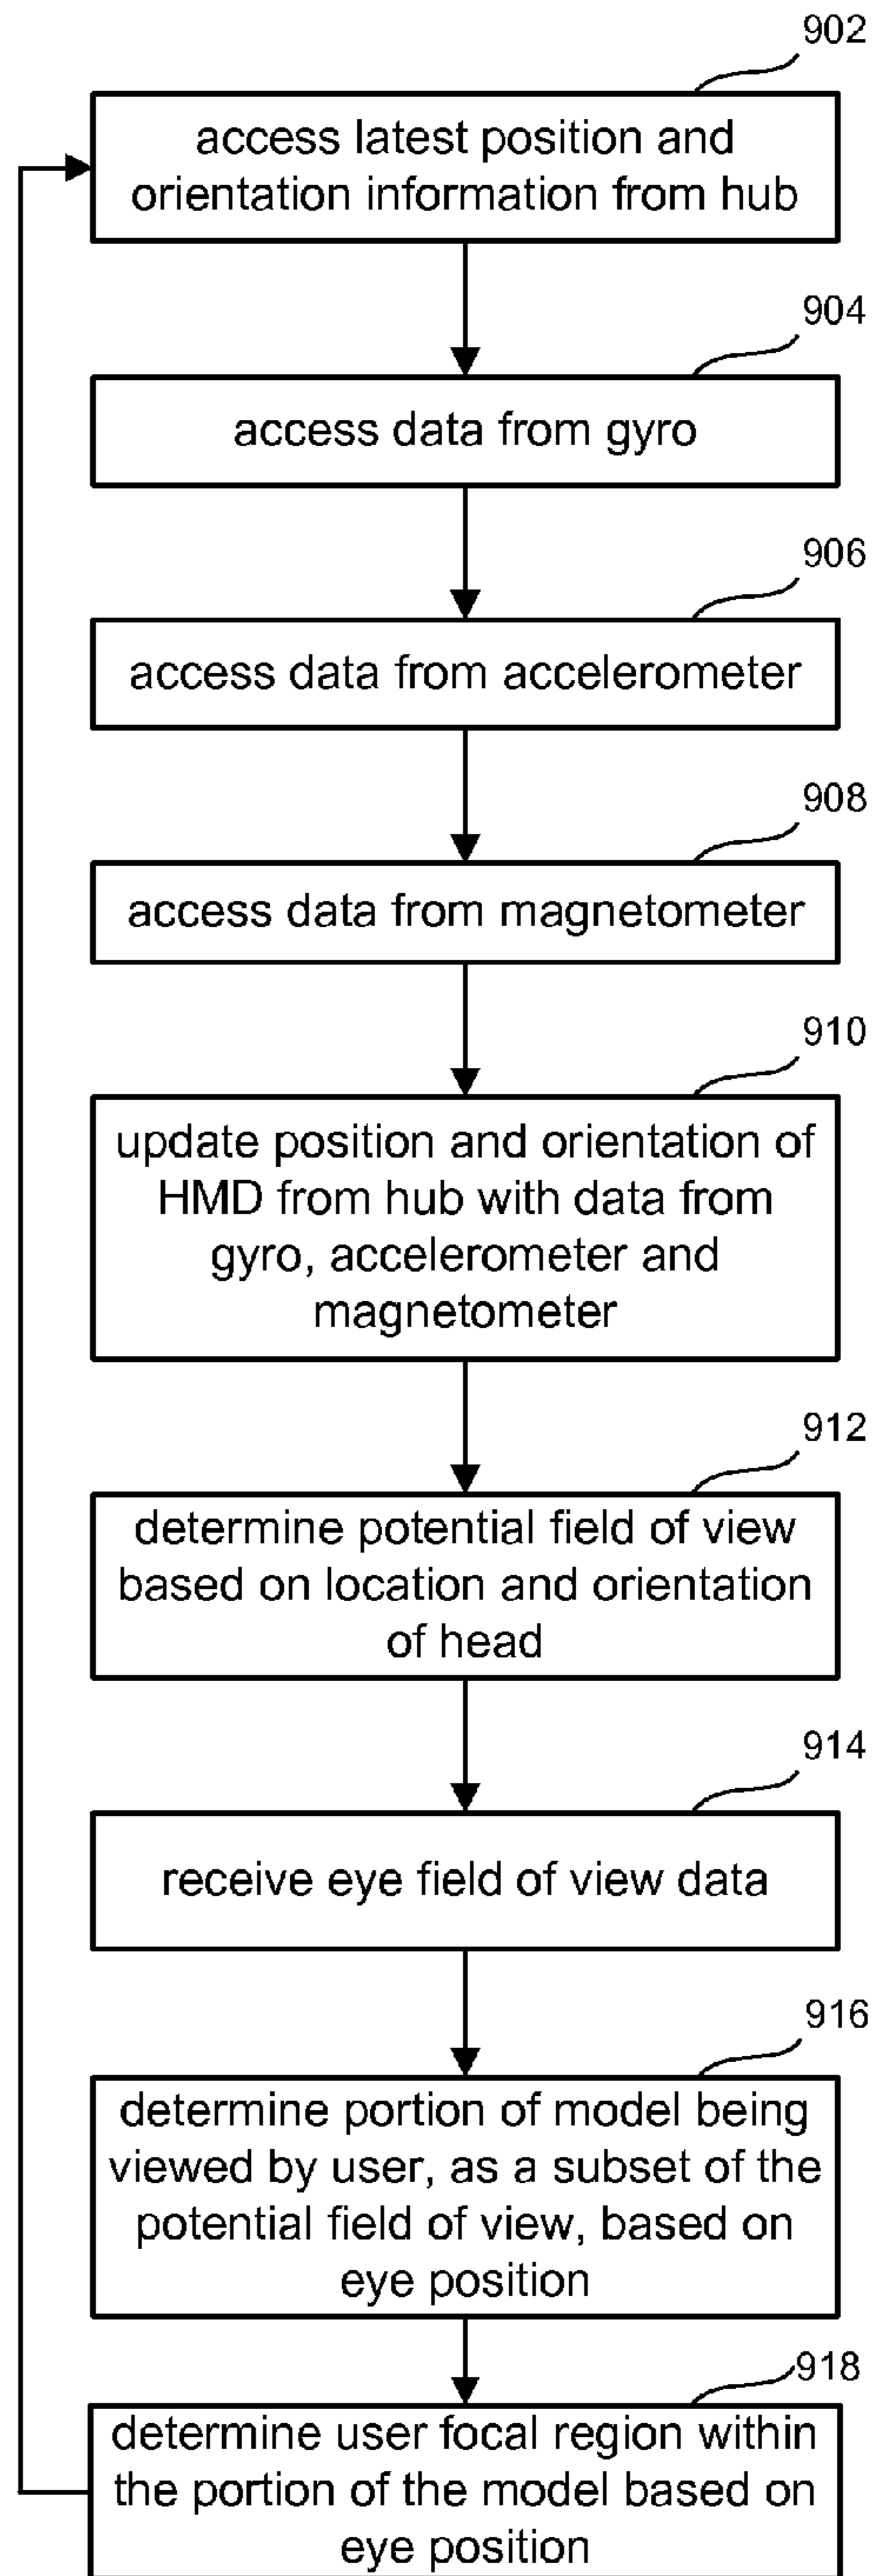 902
access latest position and
orientation information from hub
904
access data from gyro
906
access data from accelerometer
908
access data from magnetometer
910
update position and orientation of
HMD from hub with data from
gyro, accelerometer and
magnetometer
912
determine potential field of view
based on location and orientation
of head
914
receive eye field of view data
916
determine portion of model being
viewed by user, as a subset of the
potential field of view, based on
eye position
918
determine user focal region within
the portion of the model based on
eye position